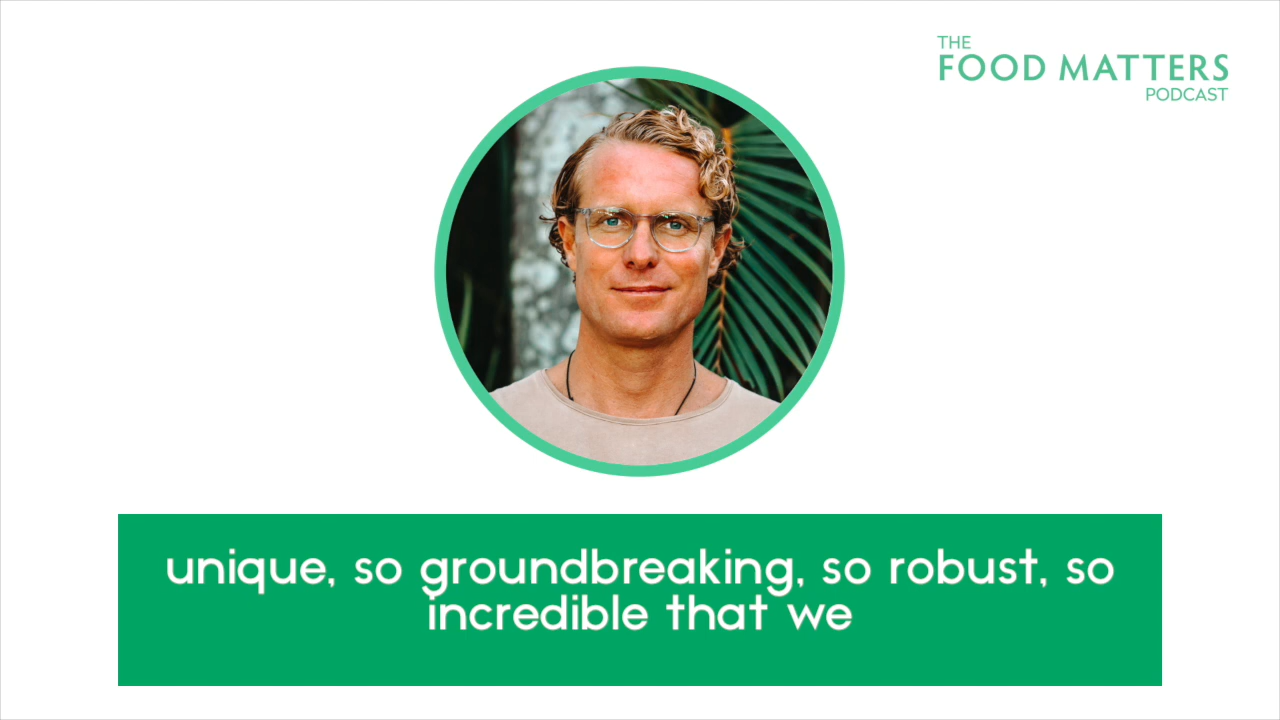 THE
FOOD MATTERS
PODCAST
unique, so groundbreaking, so robust, so
incredible that we